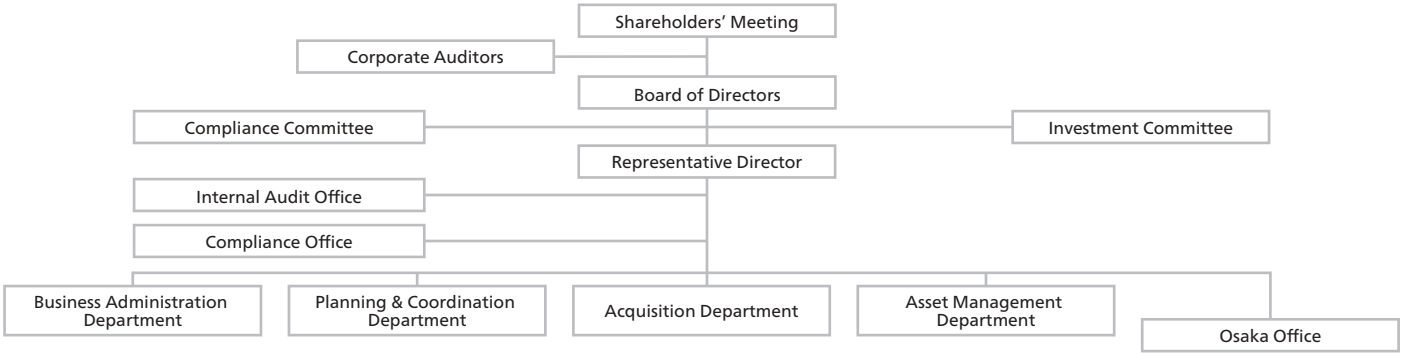 Shareholders’ Meeting
Corporate Auditors
Board of Directors
Compliance Committee
Investment Committee
Representative Director
Internal Audit Office
Compliance Office
Business Administration
Department
Planning & Coordination
Department
Acquisition Department
Asset Management
Department
Osaka Office